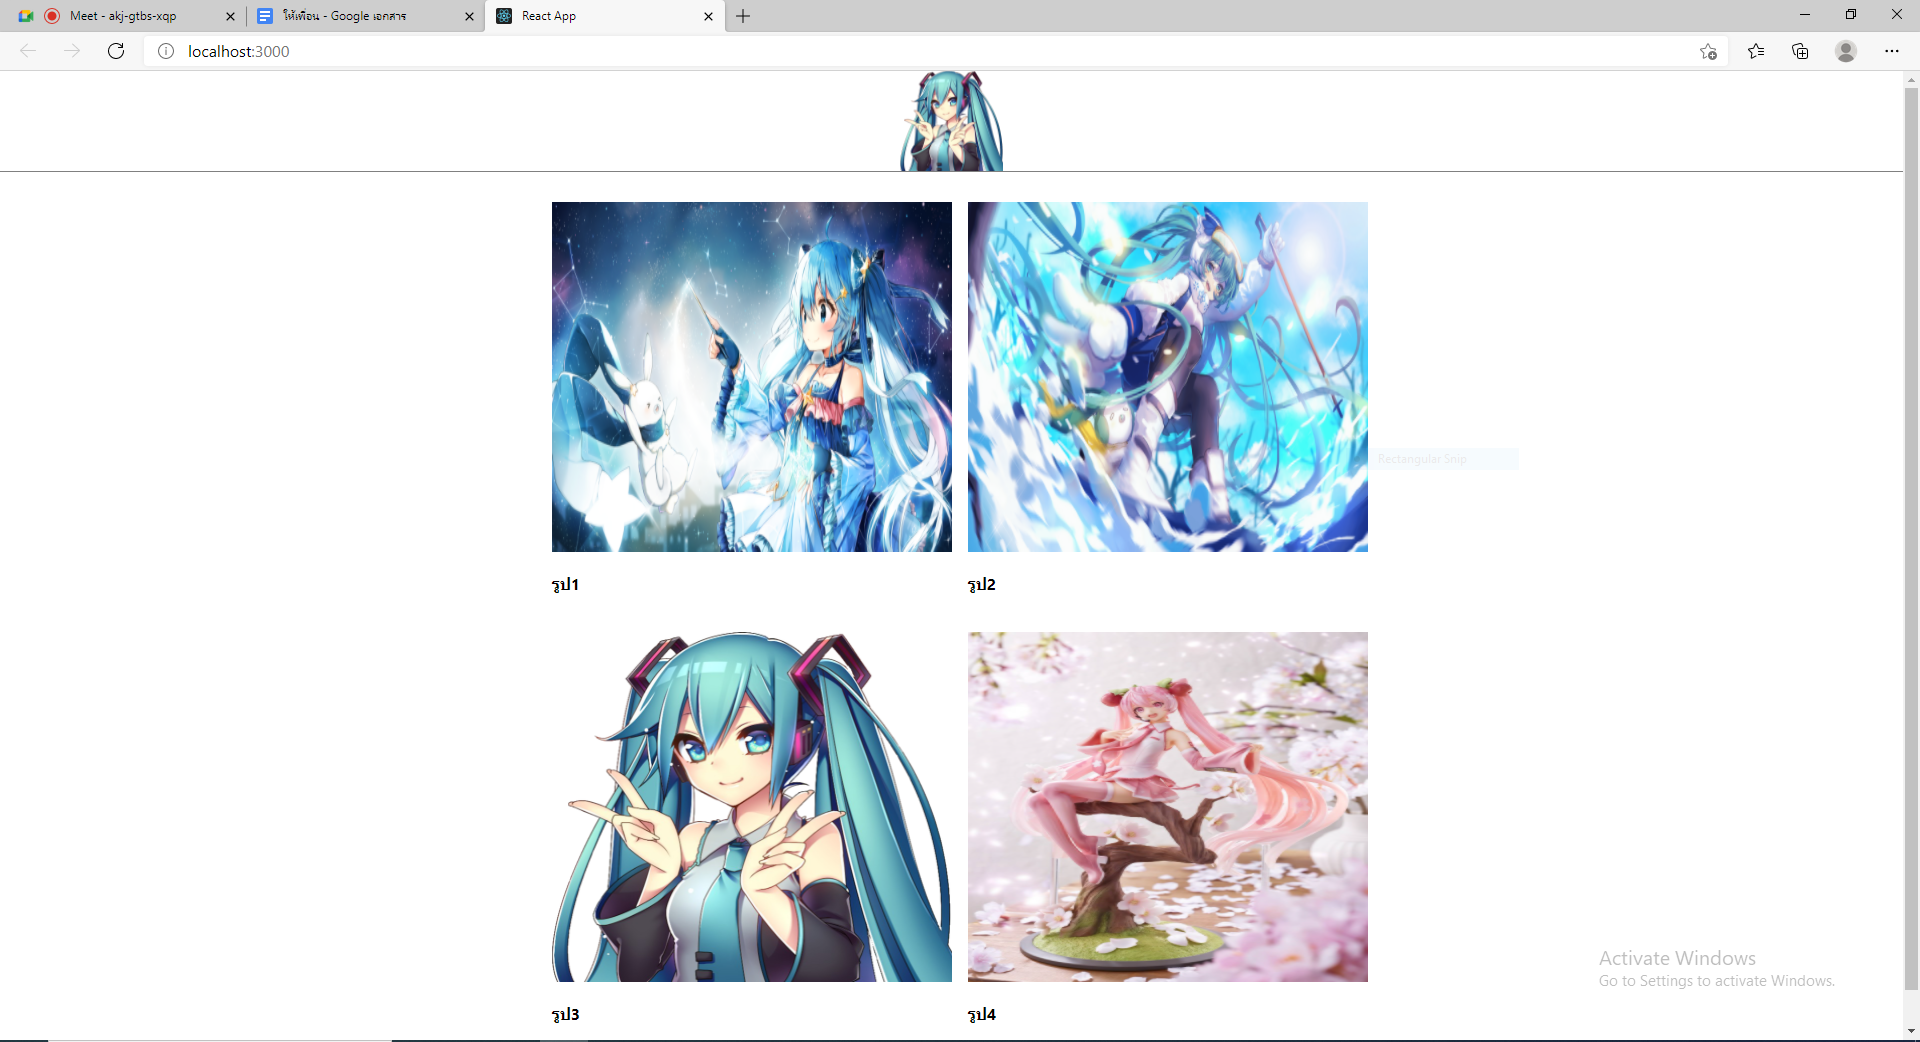 Meet - akj-gtbs-xqp
ให้เพื่อน - Google เอกสาร
React App
localhost:3000
Rectangular Snip
รูป1
รูป2
รูป3
รูป4
Activate Windows
Go to Settings to activate Windows.